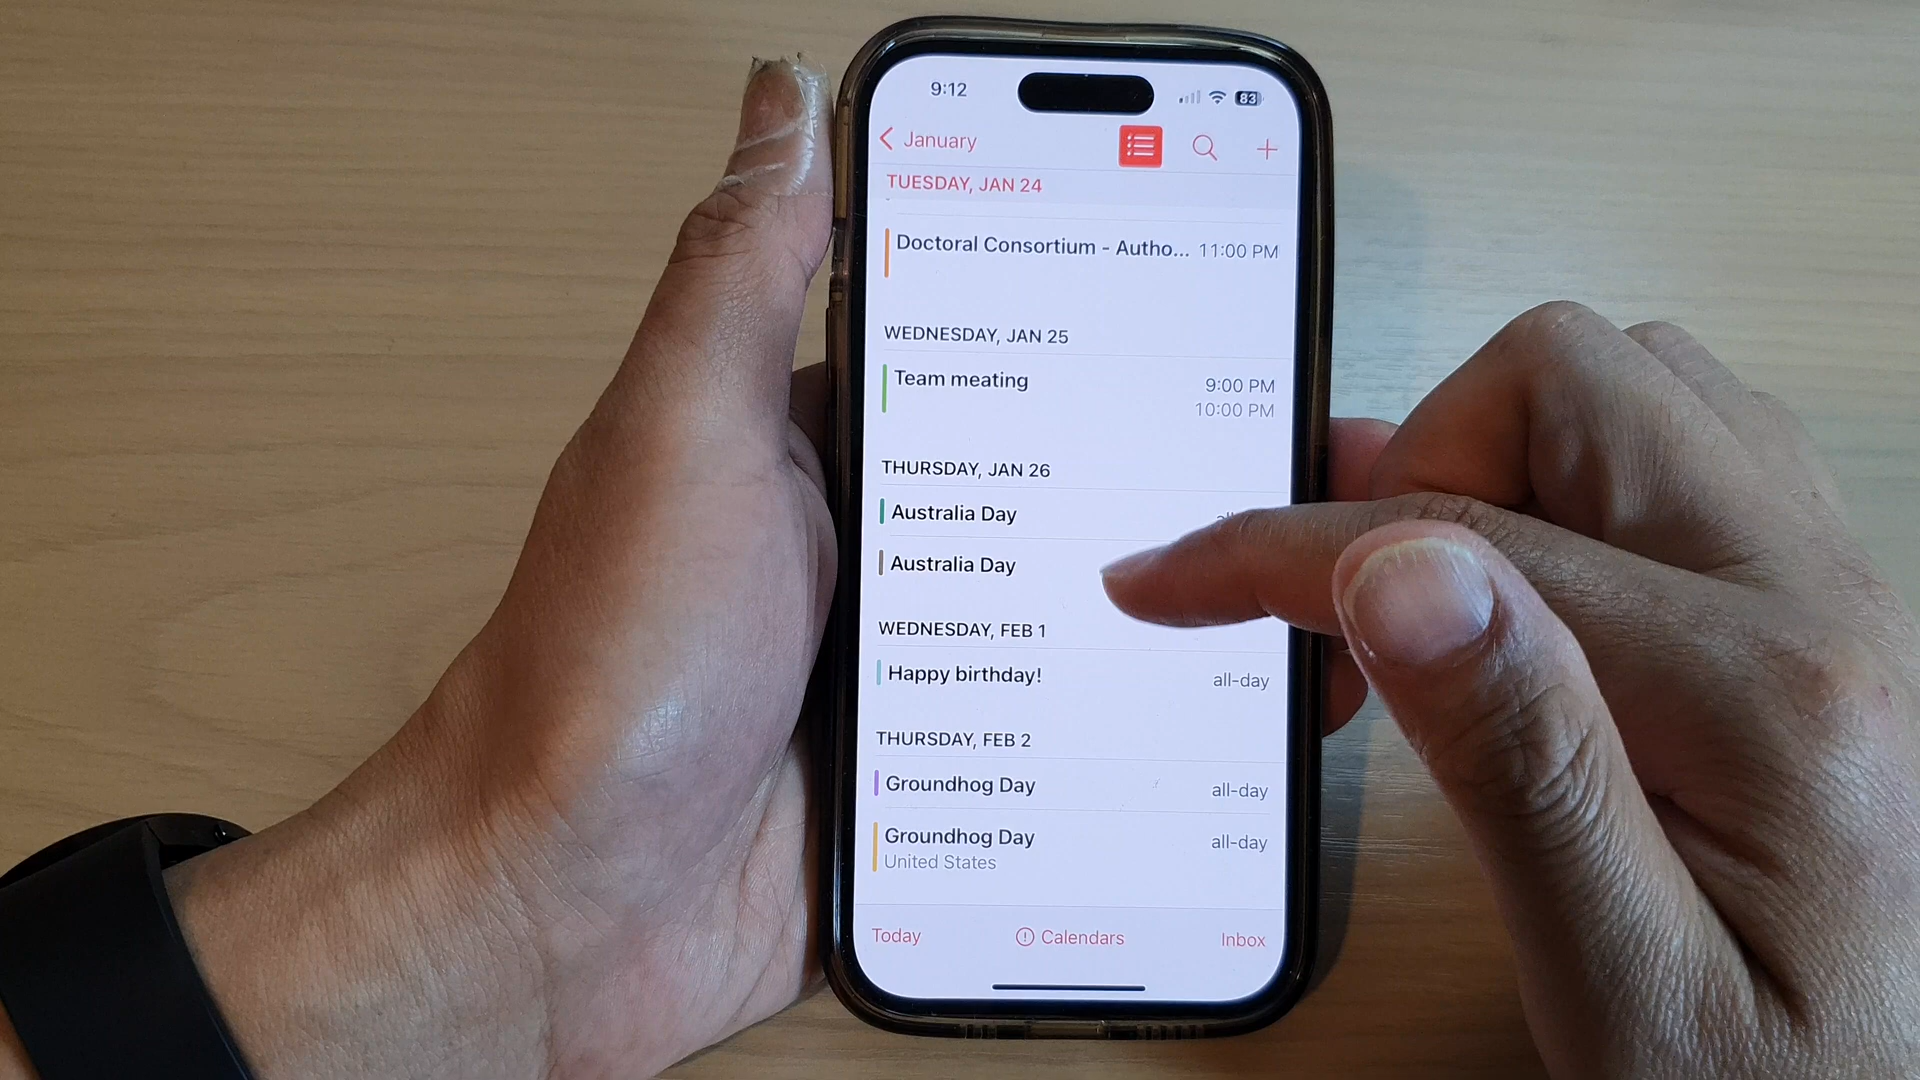 9:12
83
January
TUESDAY, JAN 24
Doctoral Consortium - Autho... 11:00 PM
WEDNESDAY, JAN 25
Team meating 9:00 PM
10:00 PM
THURSDAY, JAN 26
Australia Day
Australia Day
WEDNESDAY, FEB 1
Happy birthday! all-day
THURSDAY, FEB 2
Groundhog Day all-day
Groundhog Day all-day
United States
Today Calendars Inbox